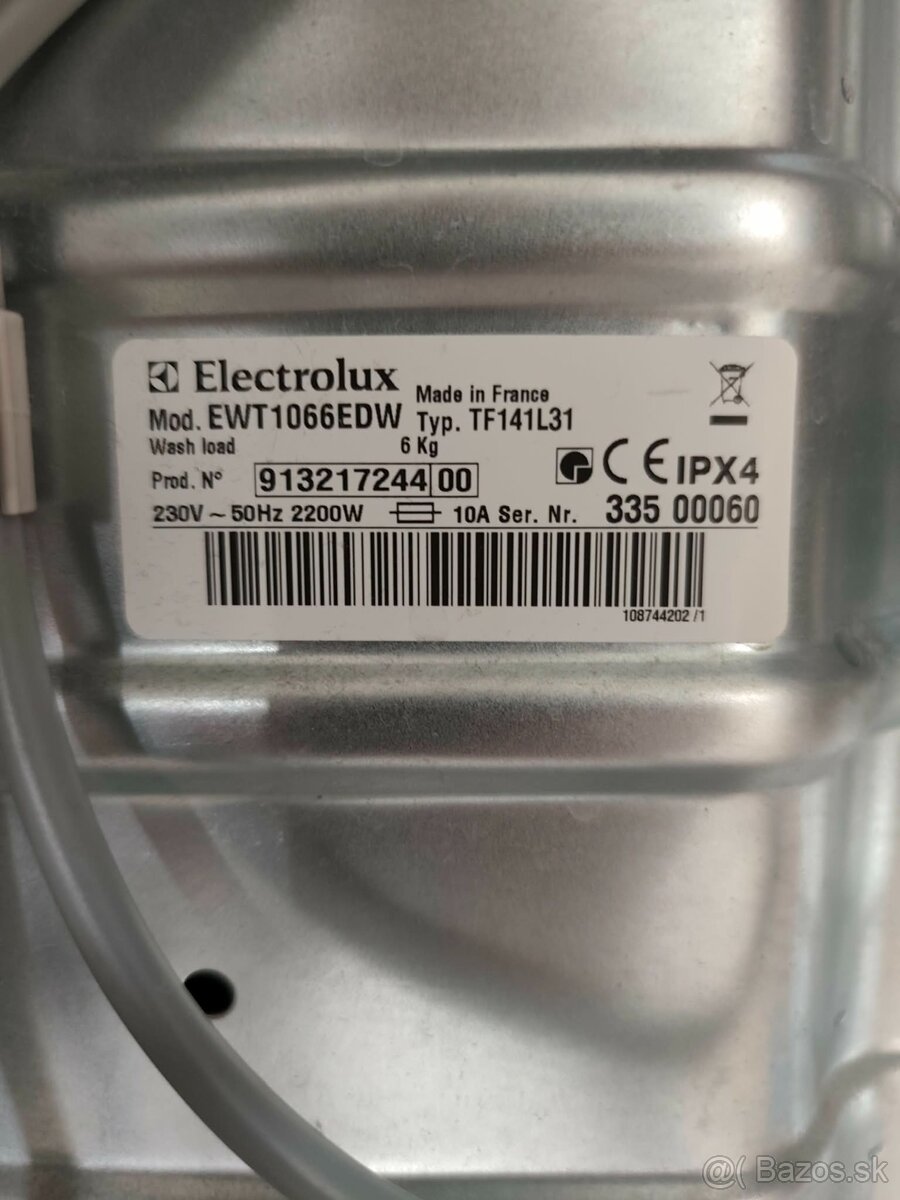 Electrolux Made in France
Mod. EWT1066EDW Typ. TF141L31
Wash load 6 Kg
CE IPX4
Prod. N° 913217244 00
230V ~ 50Hz 2200W 10A Ser. Nr. 335 00060
108744202 /1
@( Bazos.sk